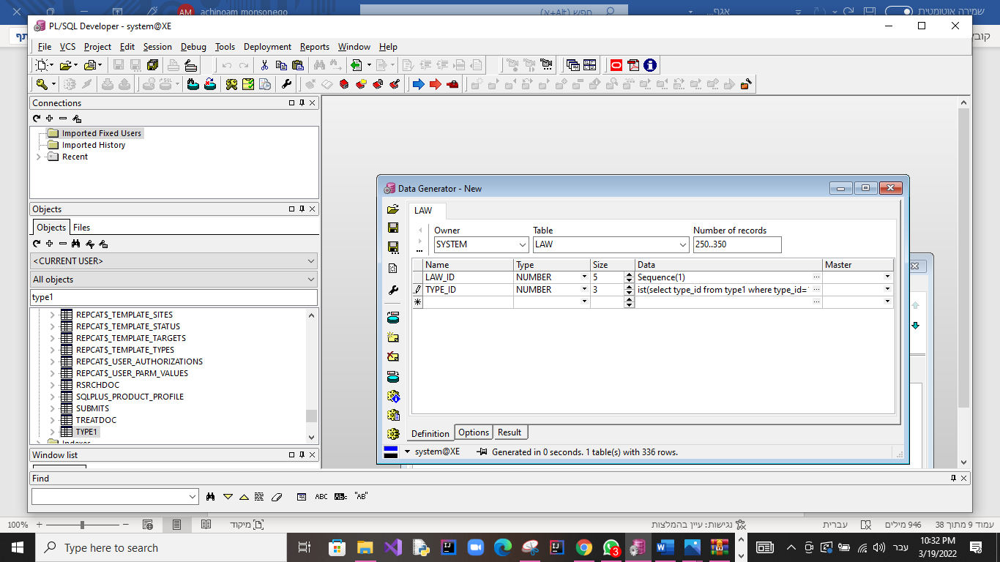 שמירה אוטומטית
אגף...
חפש (Alt+א)
achinoam monsonego
AM
קובץ
PL/SQL Developer - system@XE
File VCS Project Edit Session Debug Tools Deployment Reports Window Help
Connections
Imported Fixed Users
Imported History
Recent
Objects
Objects Files
<CURRENT USER>
All objects
type1
REPCAT$_TEMPLATE_SITES
REPCAT$_TEMPLATE_STATUS
REPCAT$_TEMPLATE_TARGETS
REPCAT$_TEMPLATE_TYPES
REPCAT$_USER_AUTHORIZATIONS
REPCAT$_USER_PARM_VALUES
RSRCHDOC
SQLPLUS_PRODUCT_PROFILE
SUBMITS
TREATDOC
TYPE1
Indexes
Window list
Data Generator - New
LAW
Owner Table Number of records
SYSTEM LAW 250..350
Name Type Size Data Master
LAW_ID NUMBER 5 Sequence(1)
TYPE_ID NUMBER 3 ist(select type_id from type1 where type_id=
Definition Options Result
system@XE Generated in 0 seconds. 1 table(s) with 336 rows.
Find
ABC "AB"
עמוד 9 מתוך 38 946 מילים עברית נגישות: עיין בהמלצות מיקוד 100%
Type here to search
3
עבר
10:32 PM
3/19/2022